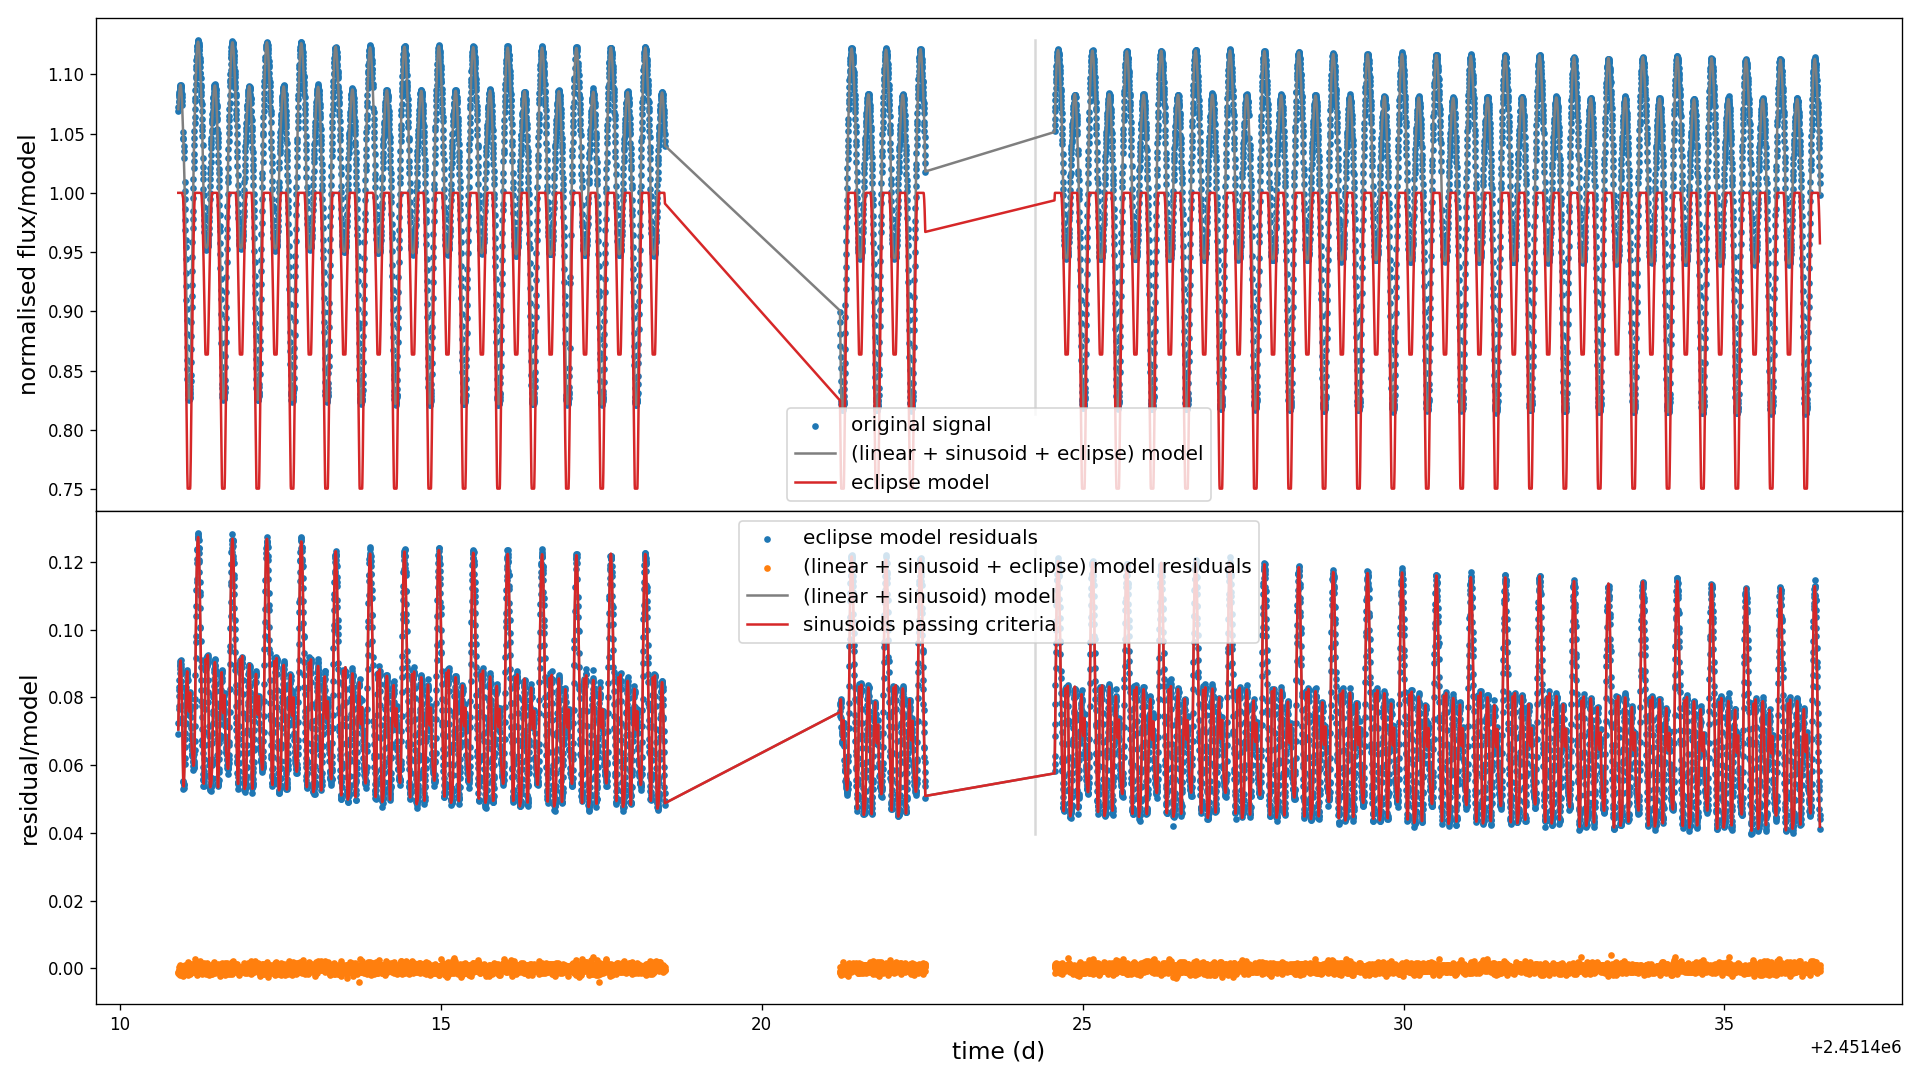 1.10
1.05
1.00
0.95
0.90
0.85
0.80
0.75
normalised flux/model
original signal
(linear + sinusoid + eclipse) model
eclipse model
0.12
0.10
0.08
0.06
0.04
0.02
0.00
residual/model
eclipse model residuals
(linear + sinusoid + eclipse) model residuals
(linear + sinusoid) model
sinusoids passing criteria
10
15
20
25
30
35
time (d)
+2.4514e6